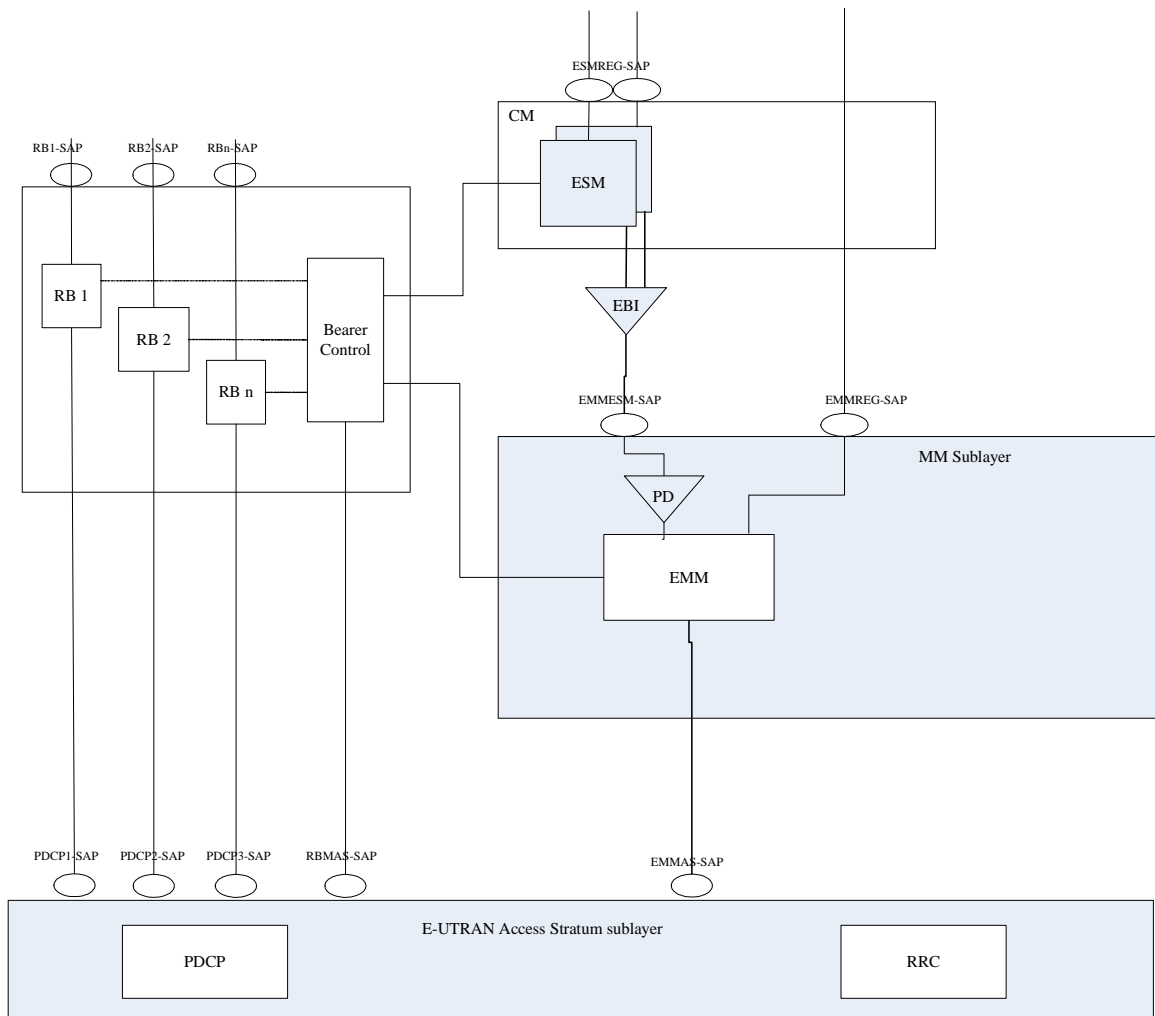 ESMREG-SAP
CM
RB1-SAP
RB2-SAP
RBn-SAP
ESM
RB 1
RB 2
RB n
Bearer
Control
EBI
EMMESM-SAP
EMMREG-SAP
MM Sublayer
PD
EMM
PDCP1-SAP
PDCP2-SAP
PDCP3-SAP
RBMAS-SAP
EMMAS-SAP
E-UTRAN Access Stratum sublayer
PDCP
RRC